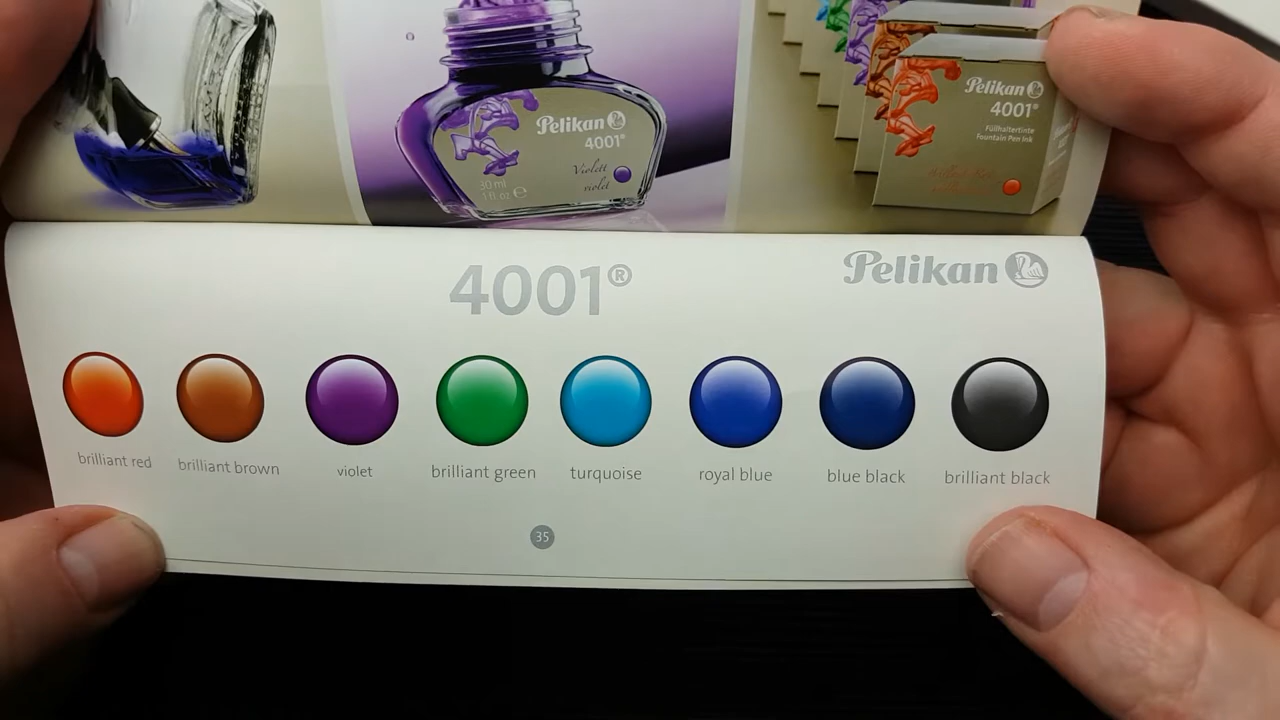 Pelikan
4001®
Violett
violet
30 ml
1 fl. oz e
Pelikan
4001®
Füllhaltertinte
Fountain Pen Ink
4001®
Pelikan
brilliant red
brilliant brown
violet
brilliant green
turquoise
royal blue
blue black
brilliant black
35